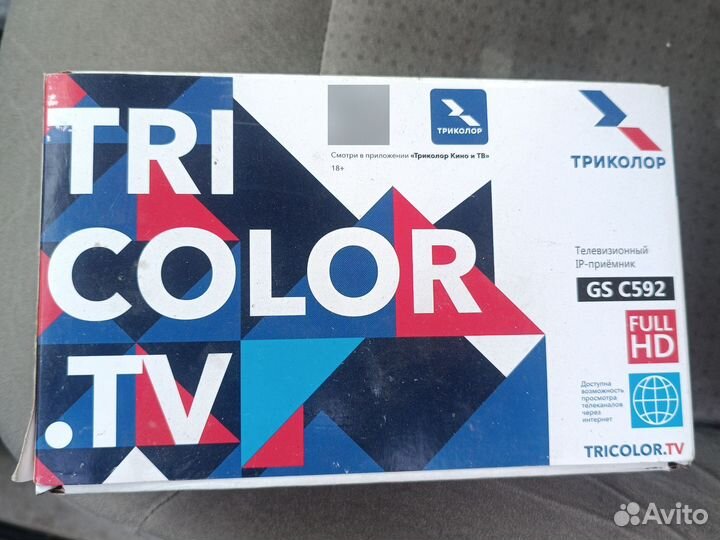 TRI
COLOR
.TV
ТРИКОЛОР
Смотри в приложении «Триколор Кино и ТВ»
18+
ТРИКОЛОР
Телевизионный
IP-приёмник
GS C592
FULL
HD
Доступна
возможность
просмотра
телеканалов
через
интернет
TRICOLOR.TV
Avito